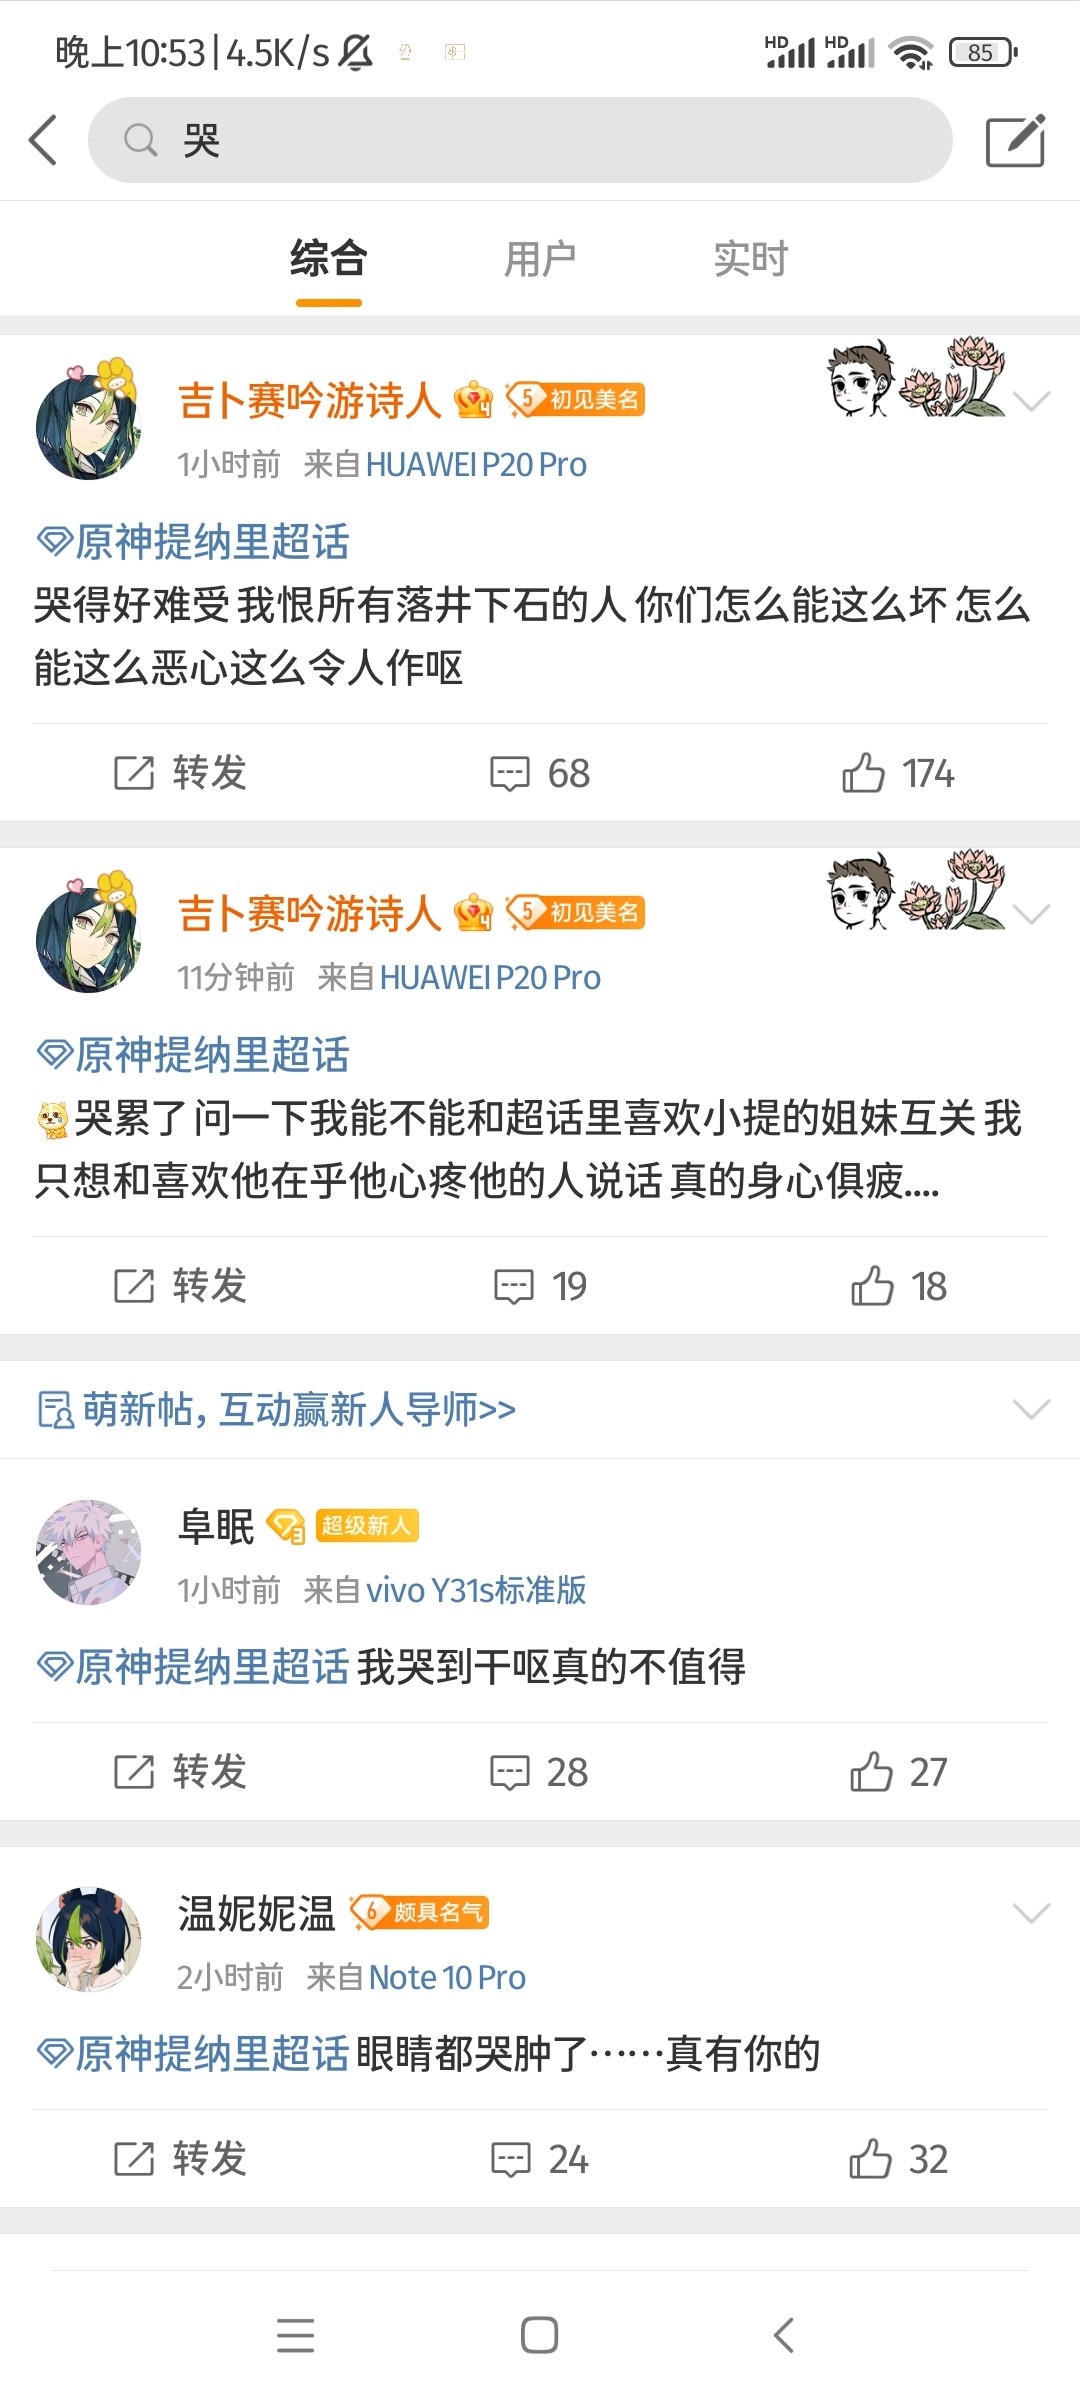 晚上10:53|4.5K/s HD HD 85
哭
综合 用户 实时
吉卜赛吟游诗人 4 5 初见美名
1小时前 来自HUAWEI P20 Pro
原神提纳里超话
哭得好难受 我恨所有落井下石的人 你们怎么能这么坏 怎么
能这么恶心这么令人作呕
转发 68 174
吉卜赛吟游诗人 4 5 初见美名
11分钟前 来自HUAWEI P20 Pro
原神提纳里超话
哭累了 问一下我能不能和超话里喜欢小提的姐妹互关 我
只想和喜欢他在乎他心疼他的人说话 真的身心俱疲....
转发 19 18
萌新帖，互动赢新人导师>>
阜眠 3 超级新人
1小时前 来自vivo Y31s标准版
原神提纳里超话 我哭到干呕真的不值得
转发 28 27
温妮妮温 6 颇具名气
2小时前 来自Note 10 Pro
原神提纳里超话 眼睛都哭肿了……真有你的
转发 24 32